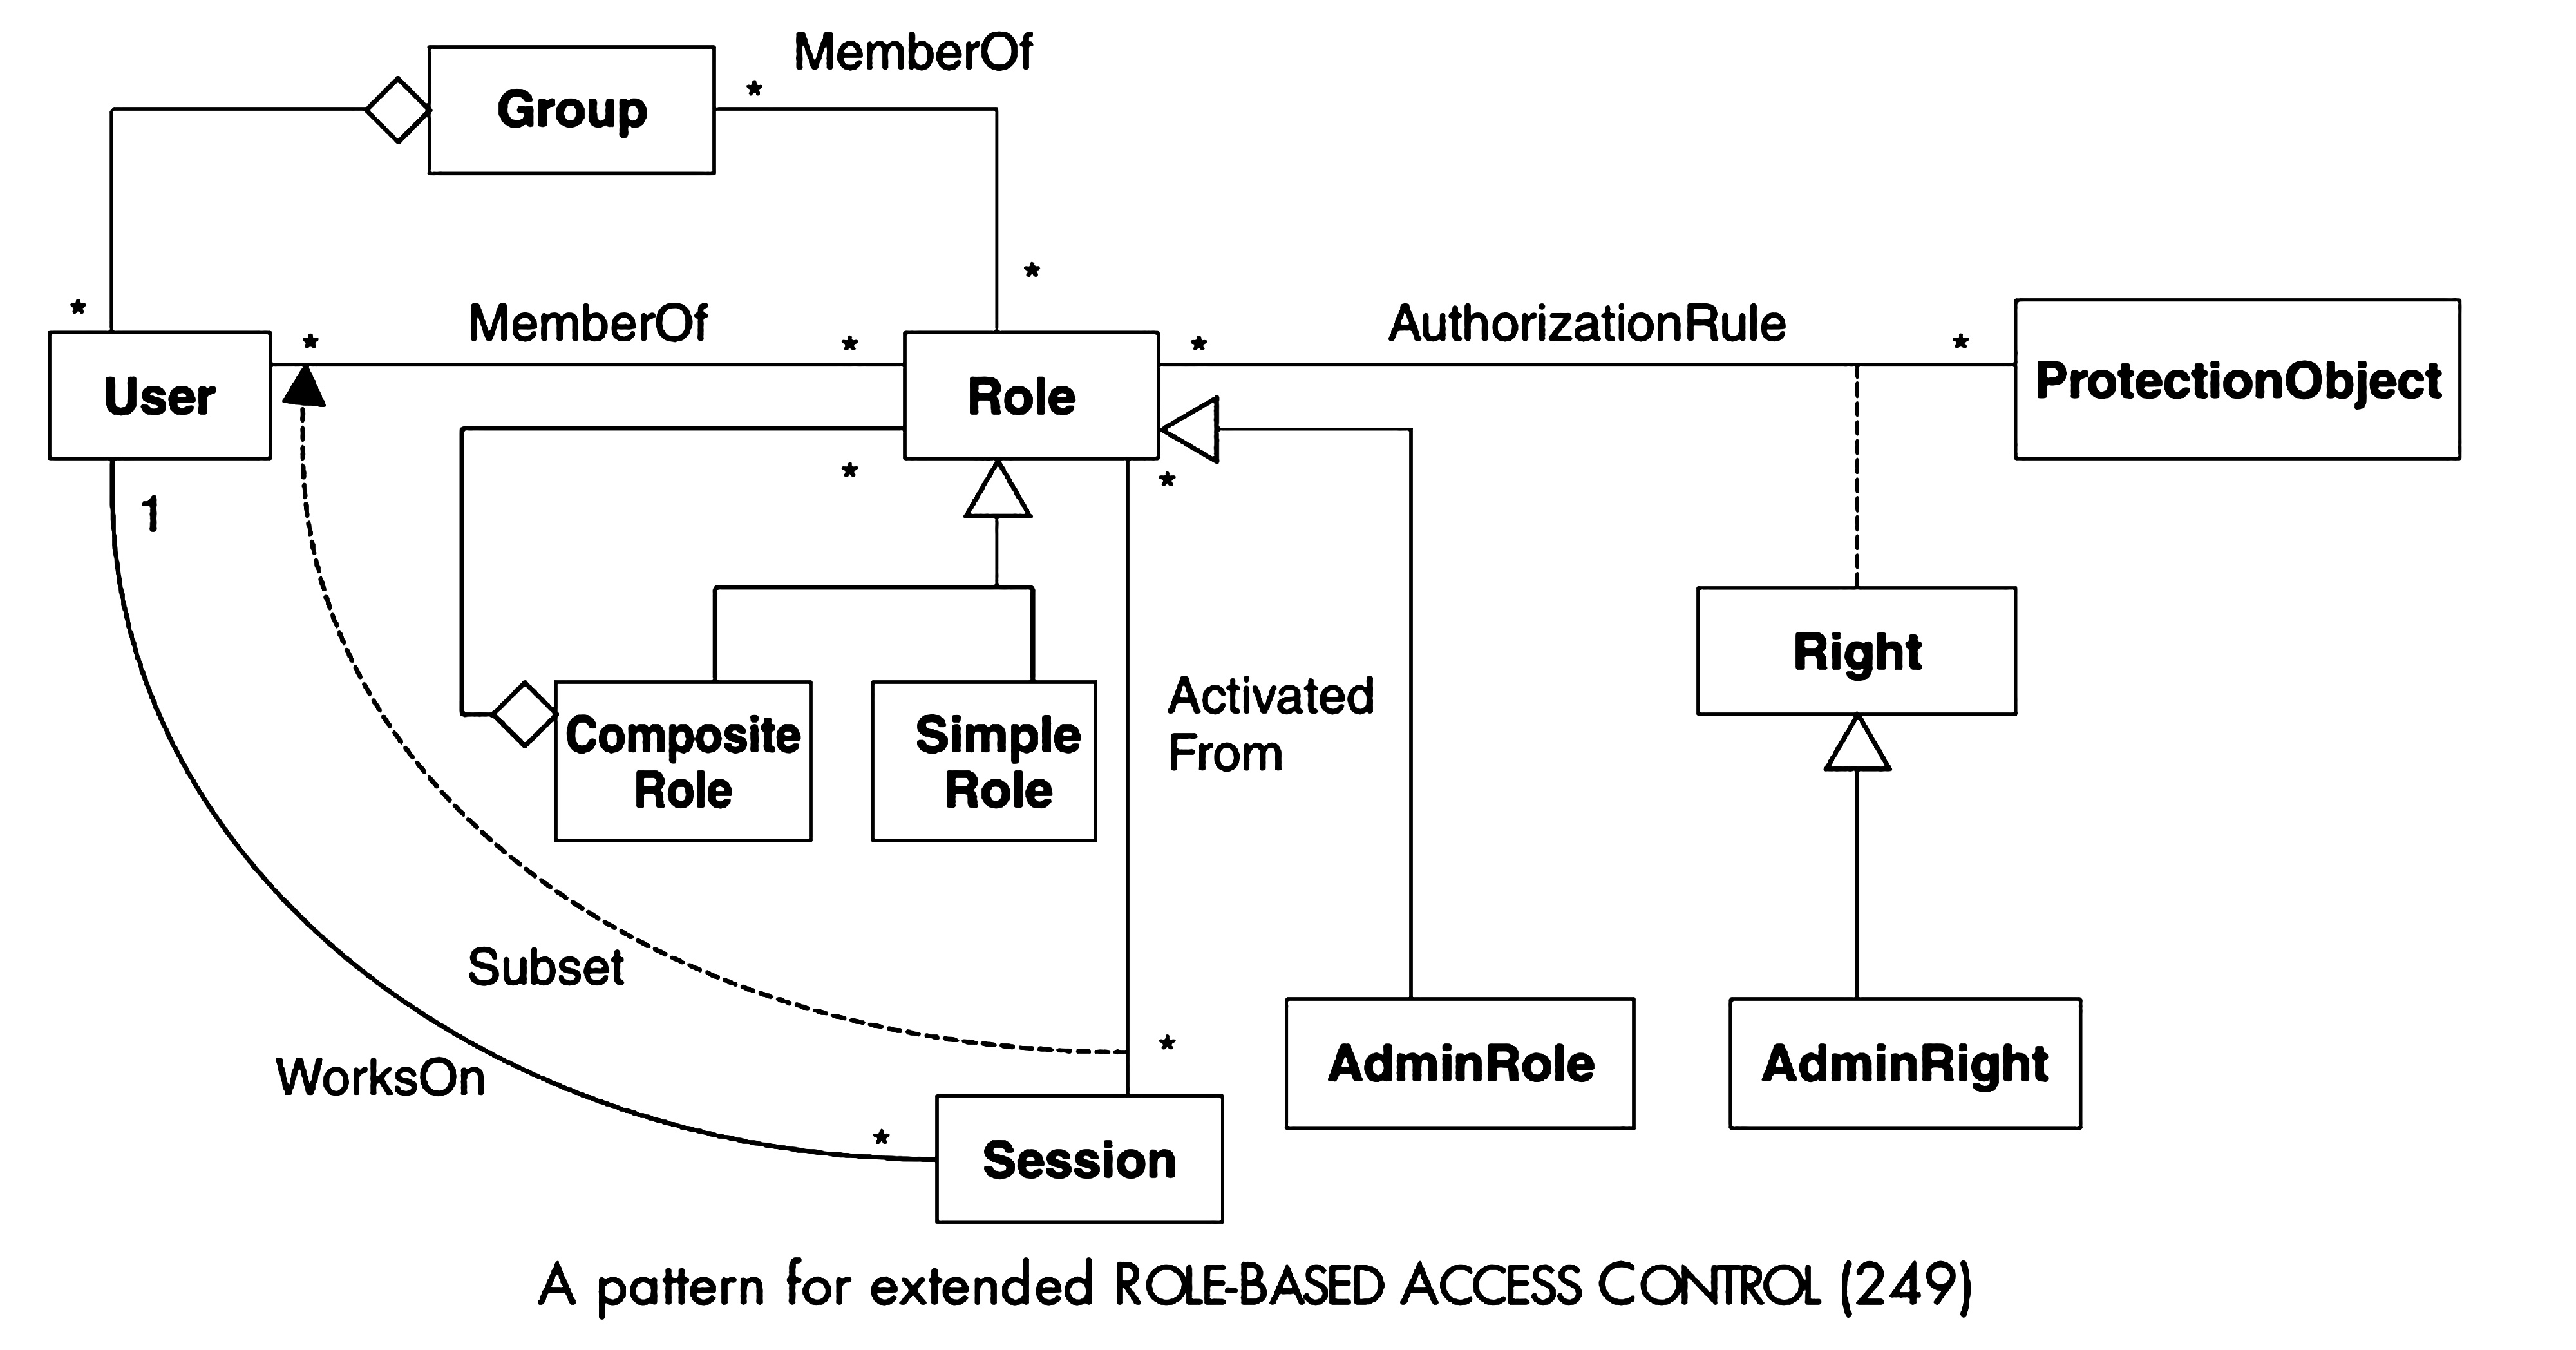 MemberOf
*
Group
*
*
*
MemberOf
*
*
AuthorizationRule
*
User
Role
ProtectionObject
*
*
1
Right
Activated
From
Composite
Role
Simple
Role
Subset
*
WorksOn
AdminRole
AdminRight
*
Session
A pattern for extended ROLE-BASED ACCESS CONTROL (249)